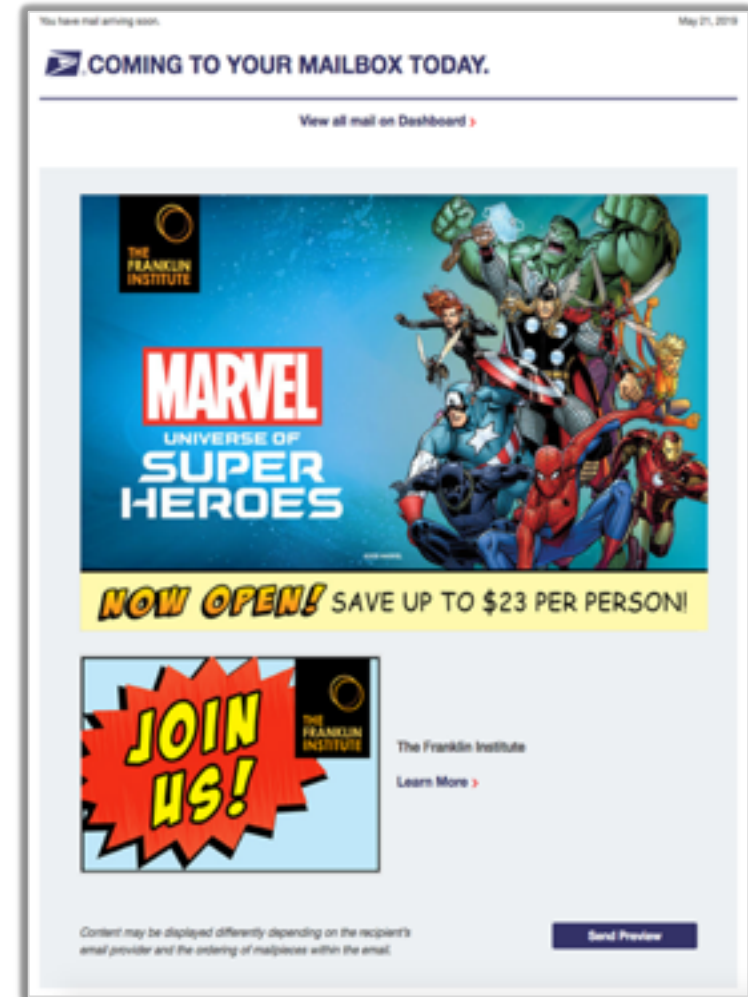 You have mail arriving soon.
May 21, 2019
COMING TO YOUR MAILBOX TODAY.
View all mail on Dashboard >
THE
FRANKLIN
INSTITUTE
MARVEL
UNIVERSE OF
SUPER
HEROES
NOW OPEN! SAVE UP TO $23 PER PERSON!
JOIN
US!
THE
FRANKLIN
INSTITUTE
The Franklin Institute
Learn More >
Content may be displayed differently depending on the recipient's
email provider and the ordering of mailpieces within the email.
Send Preview